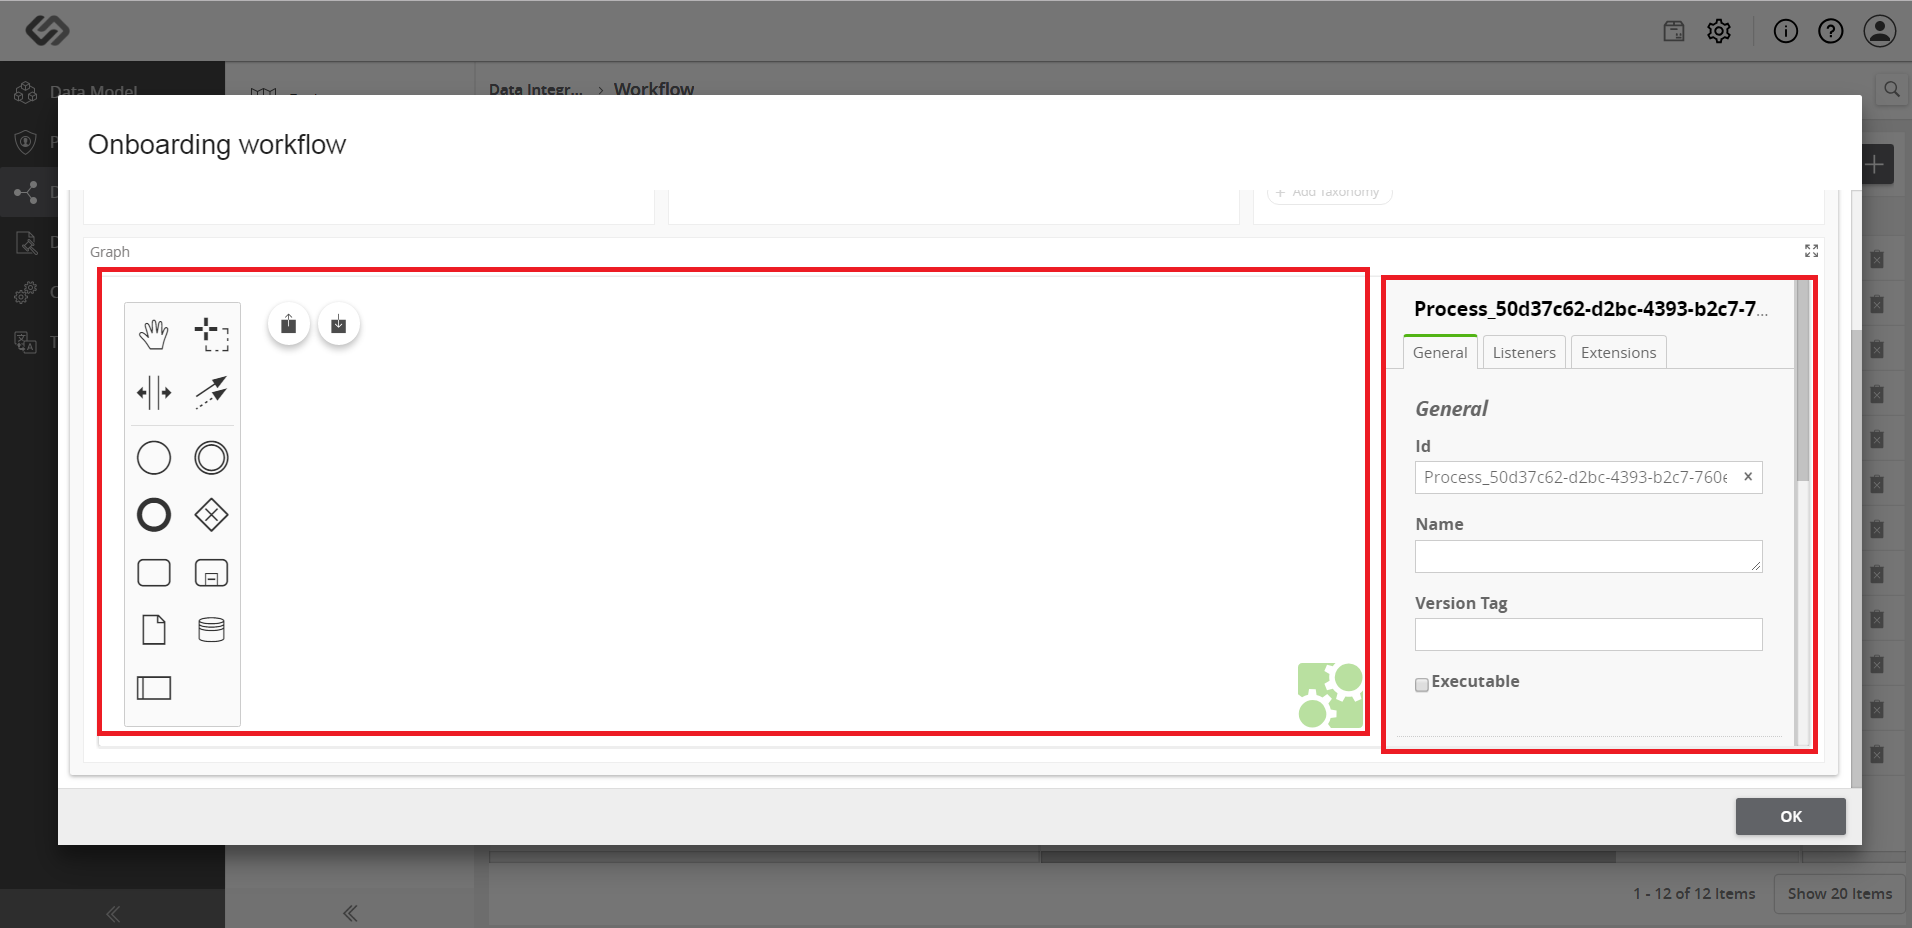 Data Model
Data Integr... › Workflow
Onboarding workflow
+ Add Taxonomy
Graph
Process_50d37c62-d2bc-4393-b2c7-7...
General
Listeners
Extensions
General
Id
Process_50d37c62-d2bc-4393-b2c7-760e
Name
Version Tag
Executable
OK
1 - 12 of 12 Items
Show 20 Items